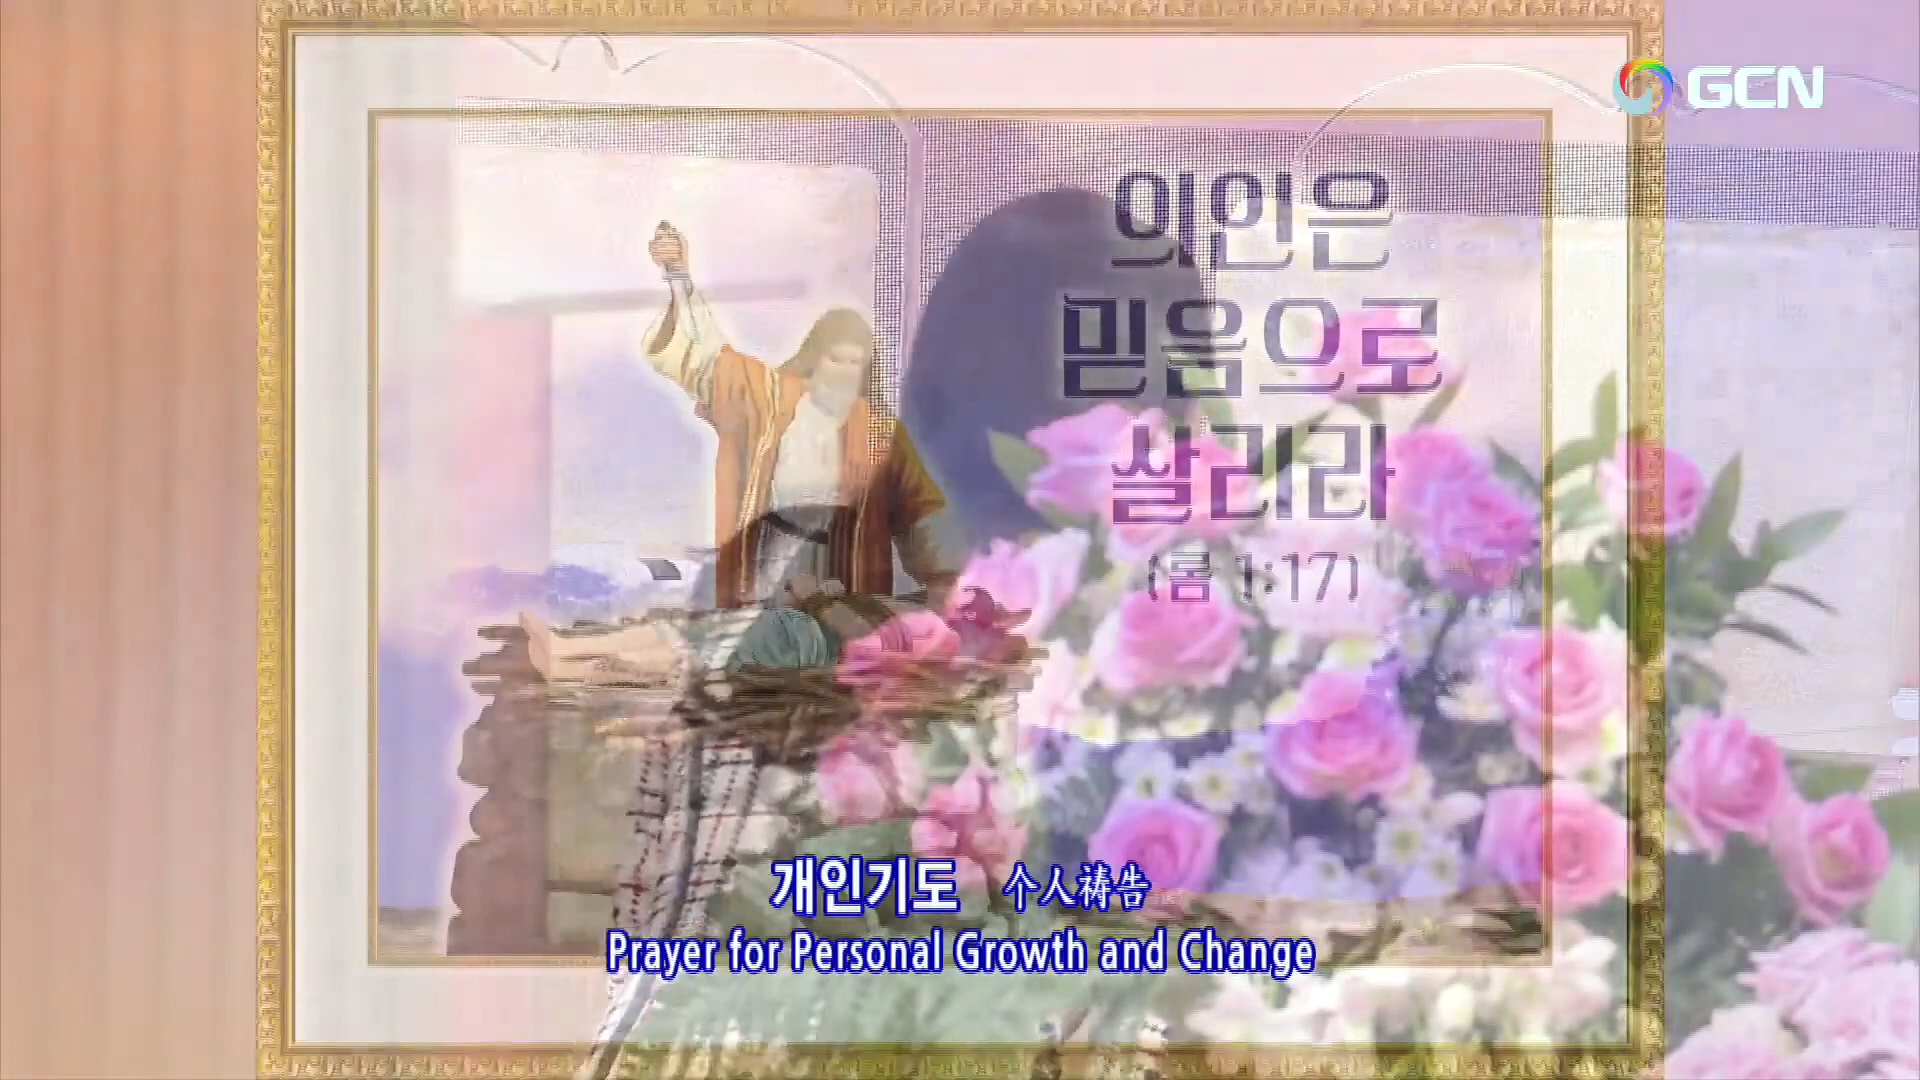 GCN
의인은
믿음으로
살리라
(롬 1:17)
개인기도 个人祷告
Prayer for Personal Growth and Change